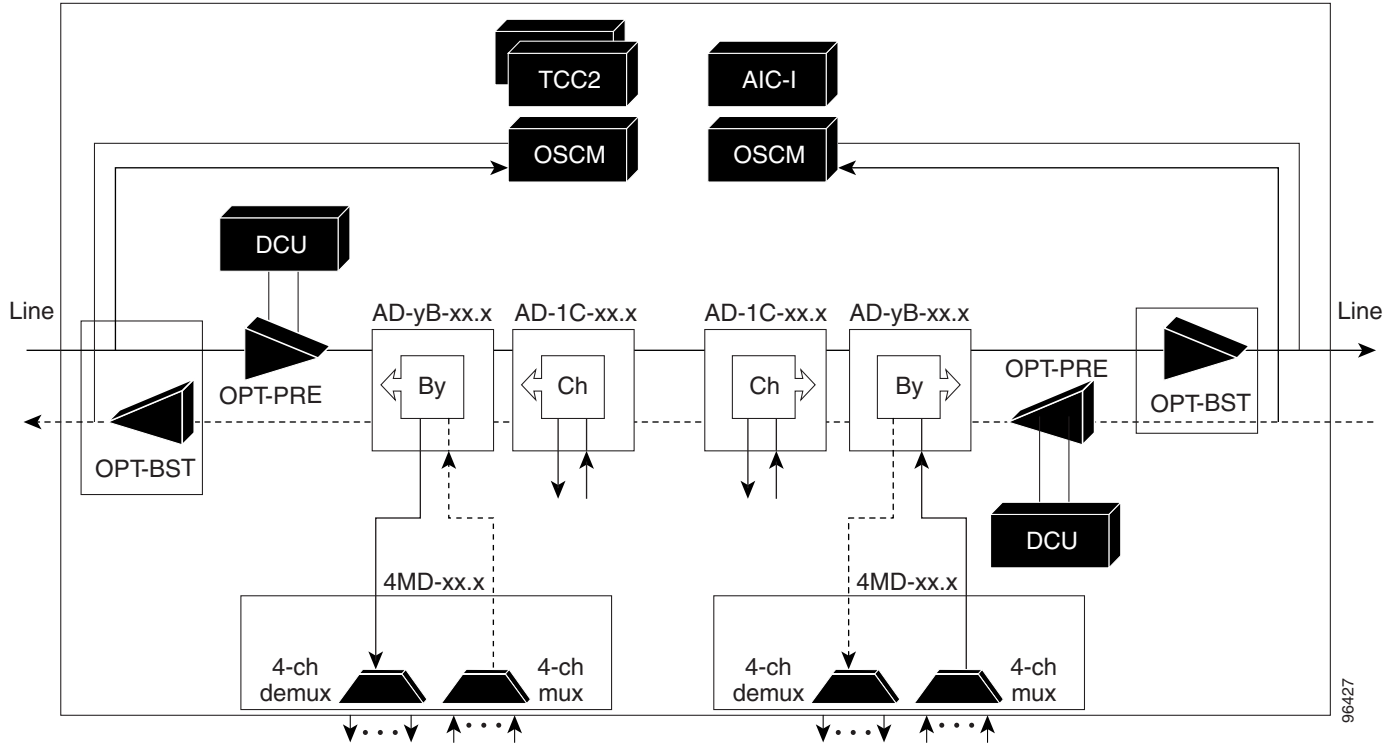 TCC2
AIC-I
OSCM
OSCM
DCU
Line
AD-yB-xx.x
AD-1C-xx.x
AD-1C-xx.x
AD-yB-xx.x
Line
By
Ch
Ch
By
OPT-PRE
OPT-PRE
OPT-BST
OPT-BST
DCU
4MD-xx.x
4MD-xx.x
4-ch
demux
4-ch
mux
4-ch
demux
4-ch
mux
96427